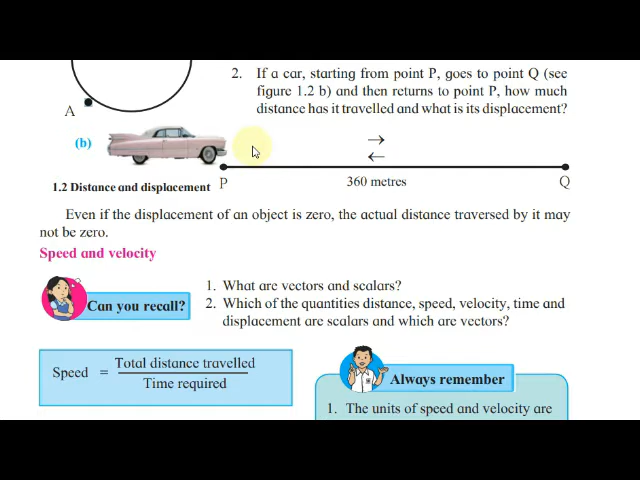 2. If a car, starting from point P, goes to point Q (see
figure 1.2 b) and then returns to point P, how much
distance has it travelled and what is its displacement?
A
(b)
1.2 Distance and displacement
P
360 metres
Q
Even if the displacement of an object is zero, the actual distance traversed by it may
not be zero.
Speed and velocity
Can you recall?
1. What are vectors and scalars?
2. Which of the quantities distance, speed, velocity, time and
displacement are scalars and which are vectors?
Speed = Total distance travelled
Time required
Always remember
1. The units of speed and velocity are